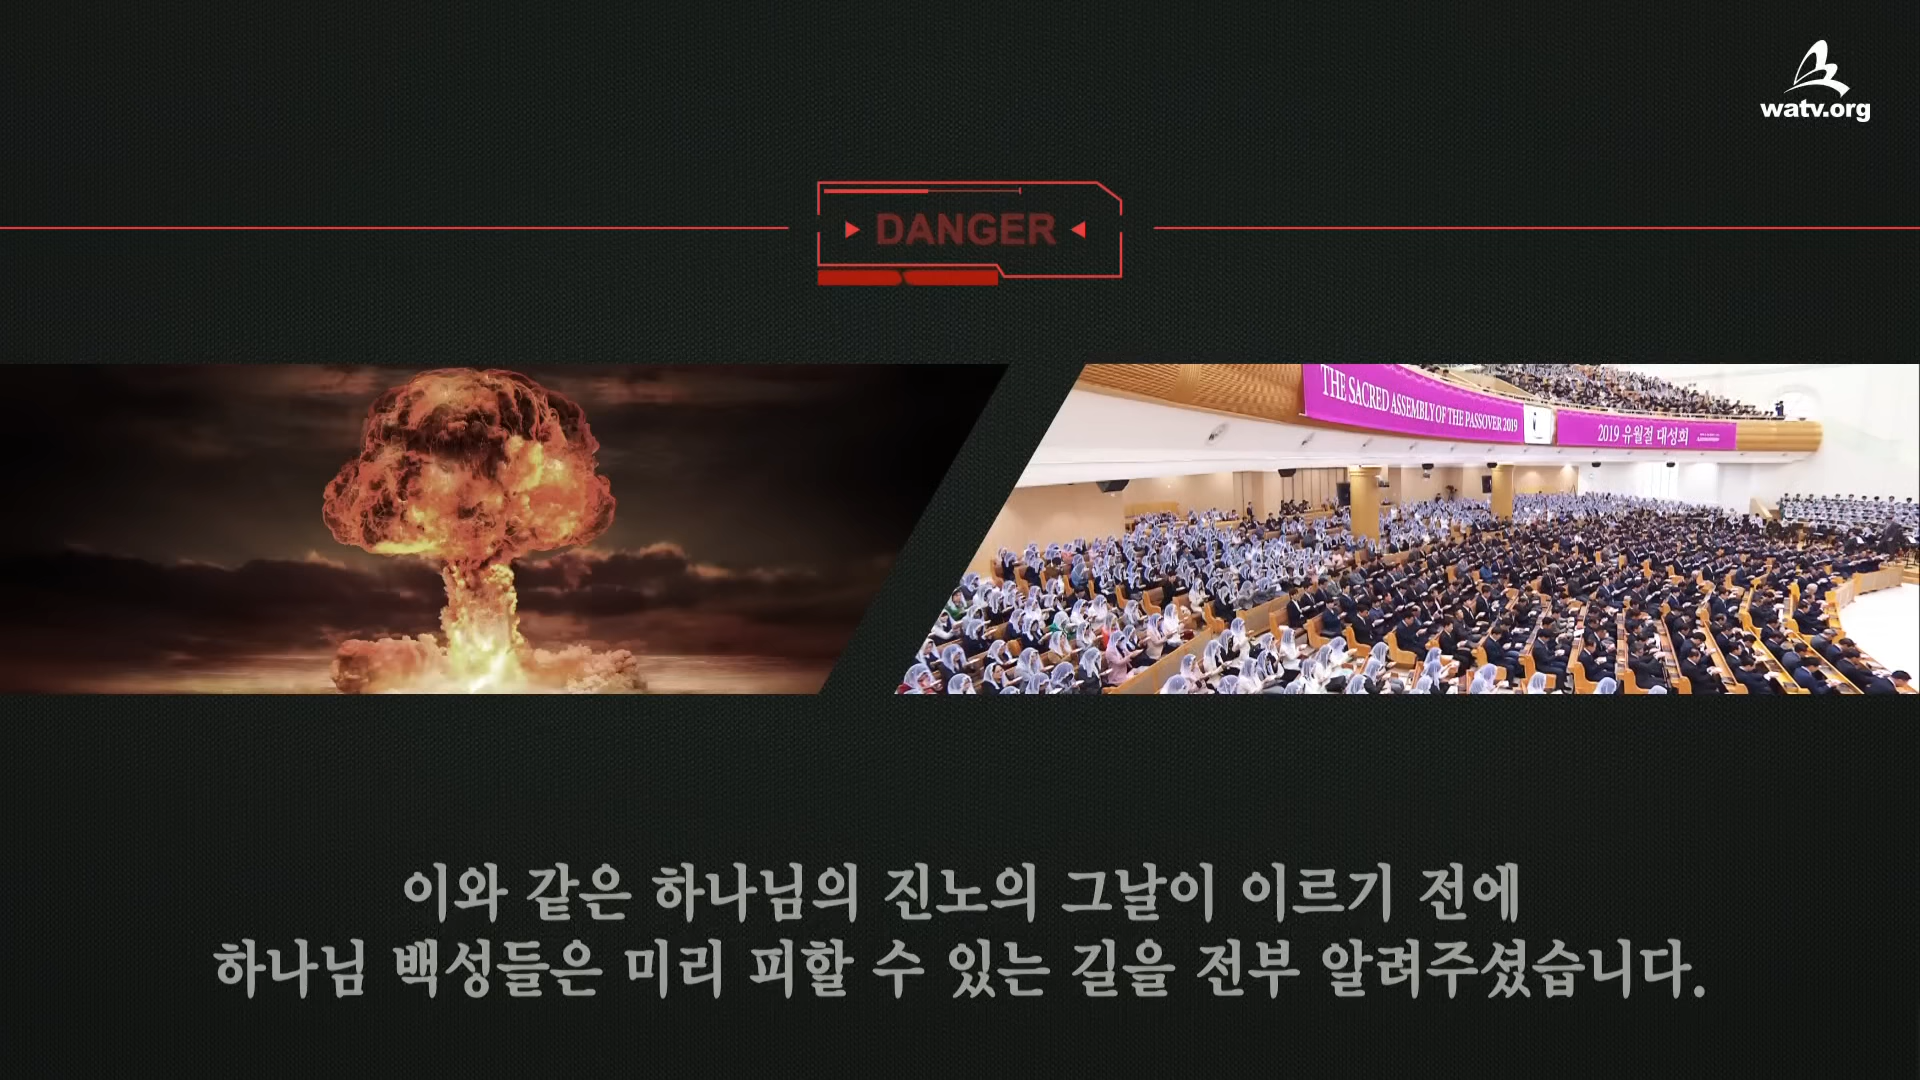 watv.org
DANGER
THE SACRED ASSEMBLY OF THE PASSOVER 2019
2019 유월절 대성회
이와 같은 하나님의 진노의 그날이 이르기 전에
하나님 백성들은 미리 피할 수 있는 길을 전부 알려주셨습니다.